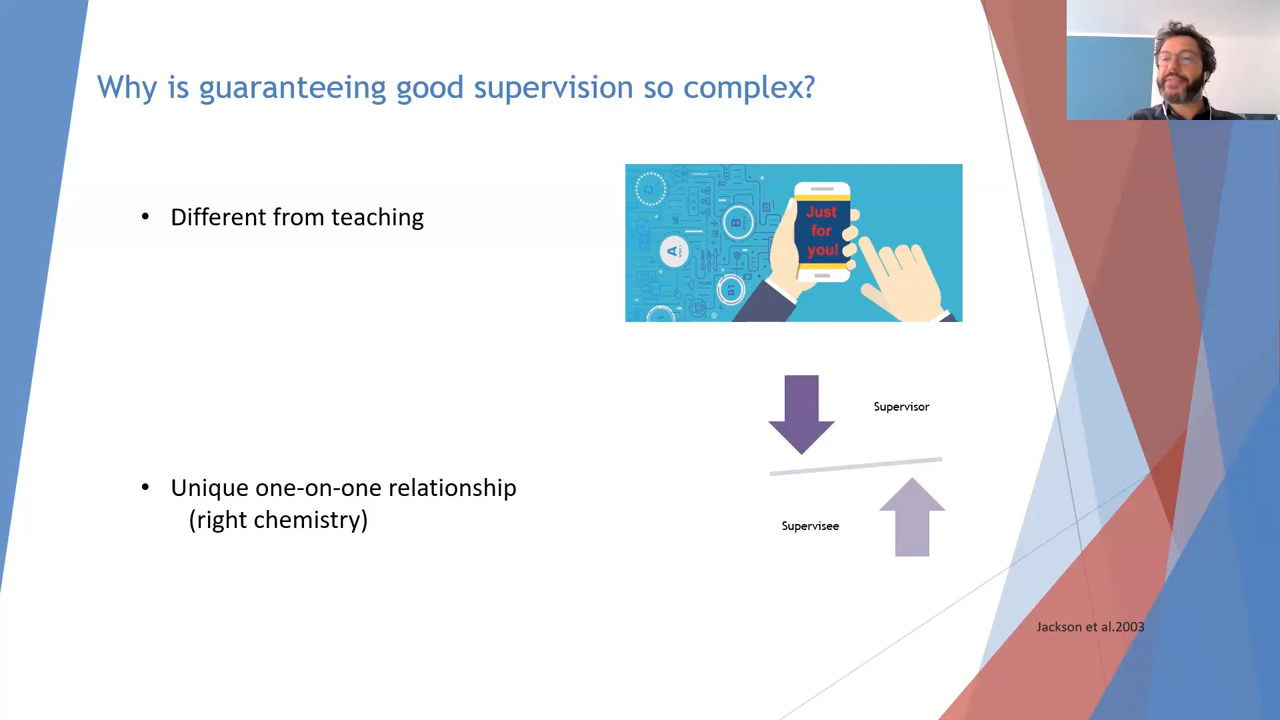 Why is guaranteeing good supervision so complex?
• Different from teaching
Just
for
you!
A
B
B1
C
Supervisor
• Unique one-on-one relationship
(right chemistry)
Supervisee
Jackson et al.2003